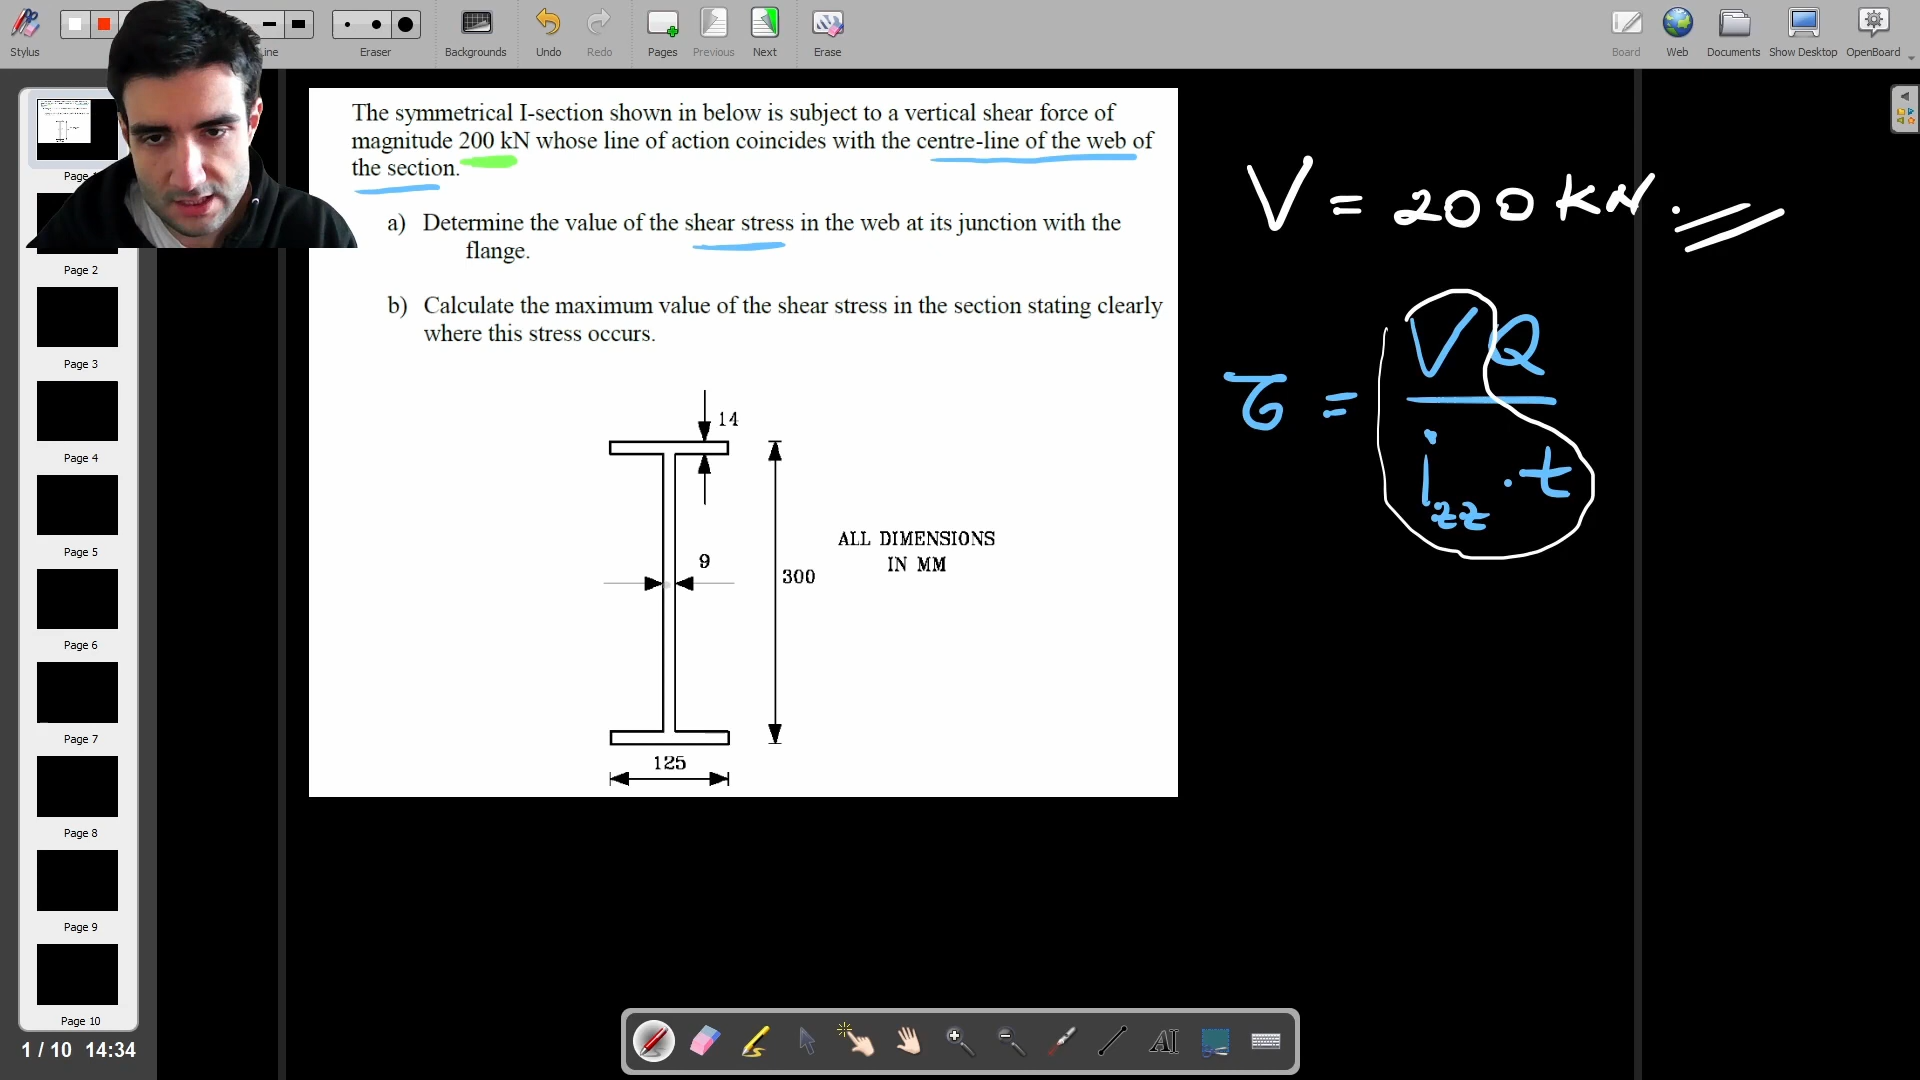 Stylus
Line
Eraser
Backgrounds
Undo
Redo
Pages
Previous
Next
Erase
Board
Web
Documents
Show Desktop
OpenBoard
Page 2
Page 3
Page 4
Page 5
Page 6
Page 7
Page 8
Page 9
Page 10
1 / 10 14:34
The symmetrical I-section shown in below is subject to a vertical shear force of
magnitude 200 kN whose line of action coincides with the centre-line of the web of
the section.
a) Determine the value of the shear stress in the web at its junction with the
flange.
b) Calculate the maximum value of the shear stress in the section stating clearly
where this stress occurs.
14
9
300
125
ALL DIMENSIONS
IN MM
V = 200 kN.
τ = VQ
i zz . t
AI